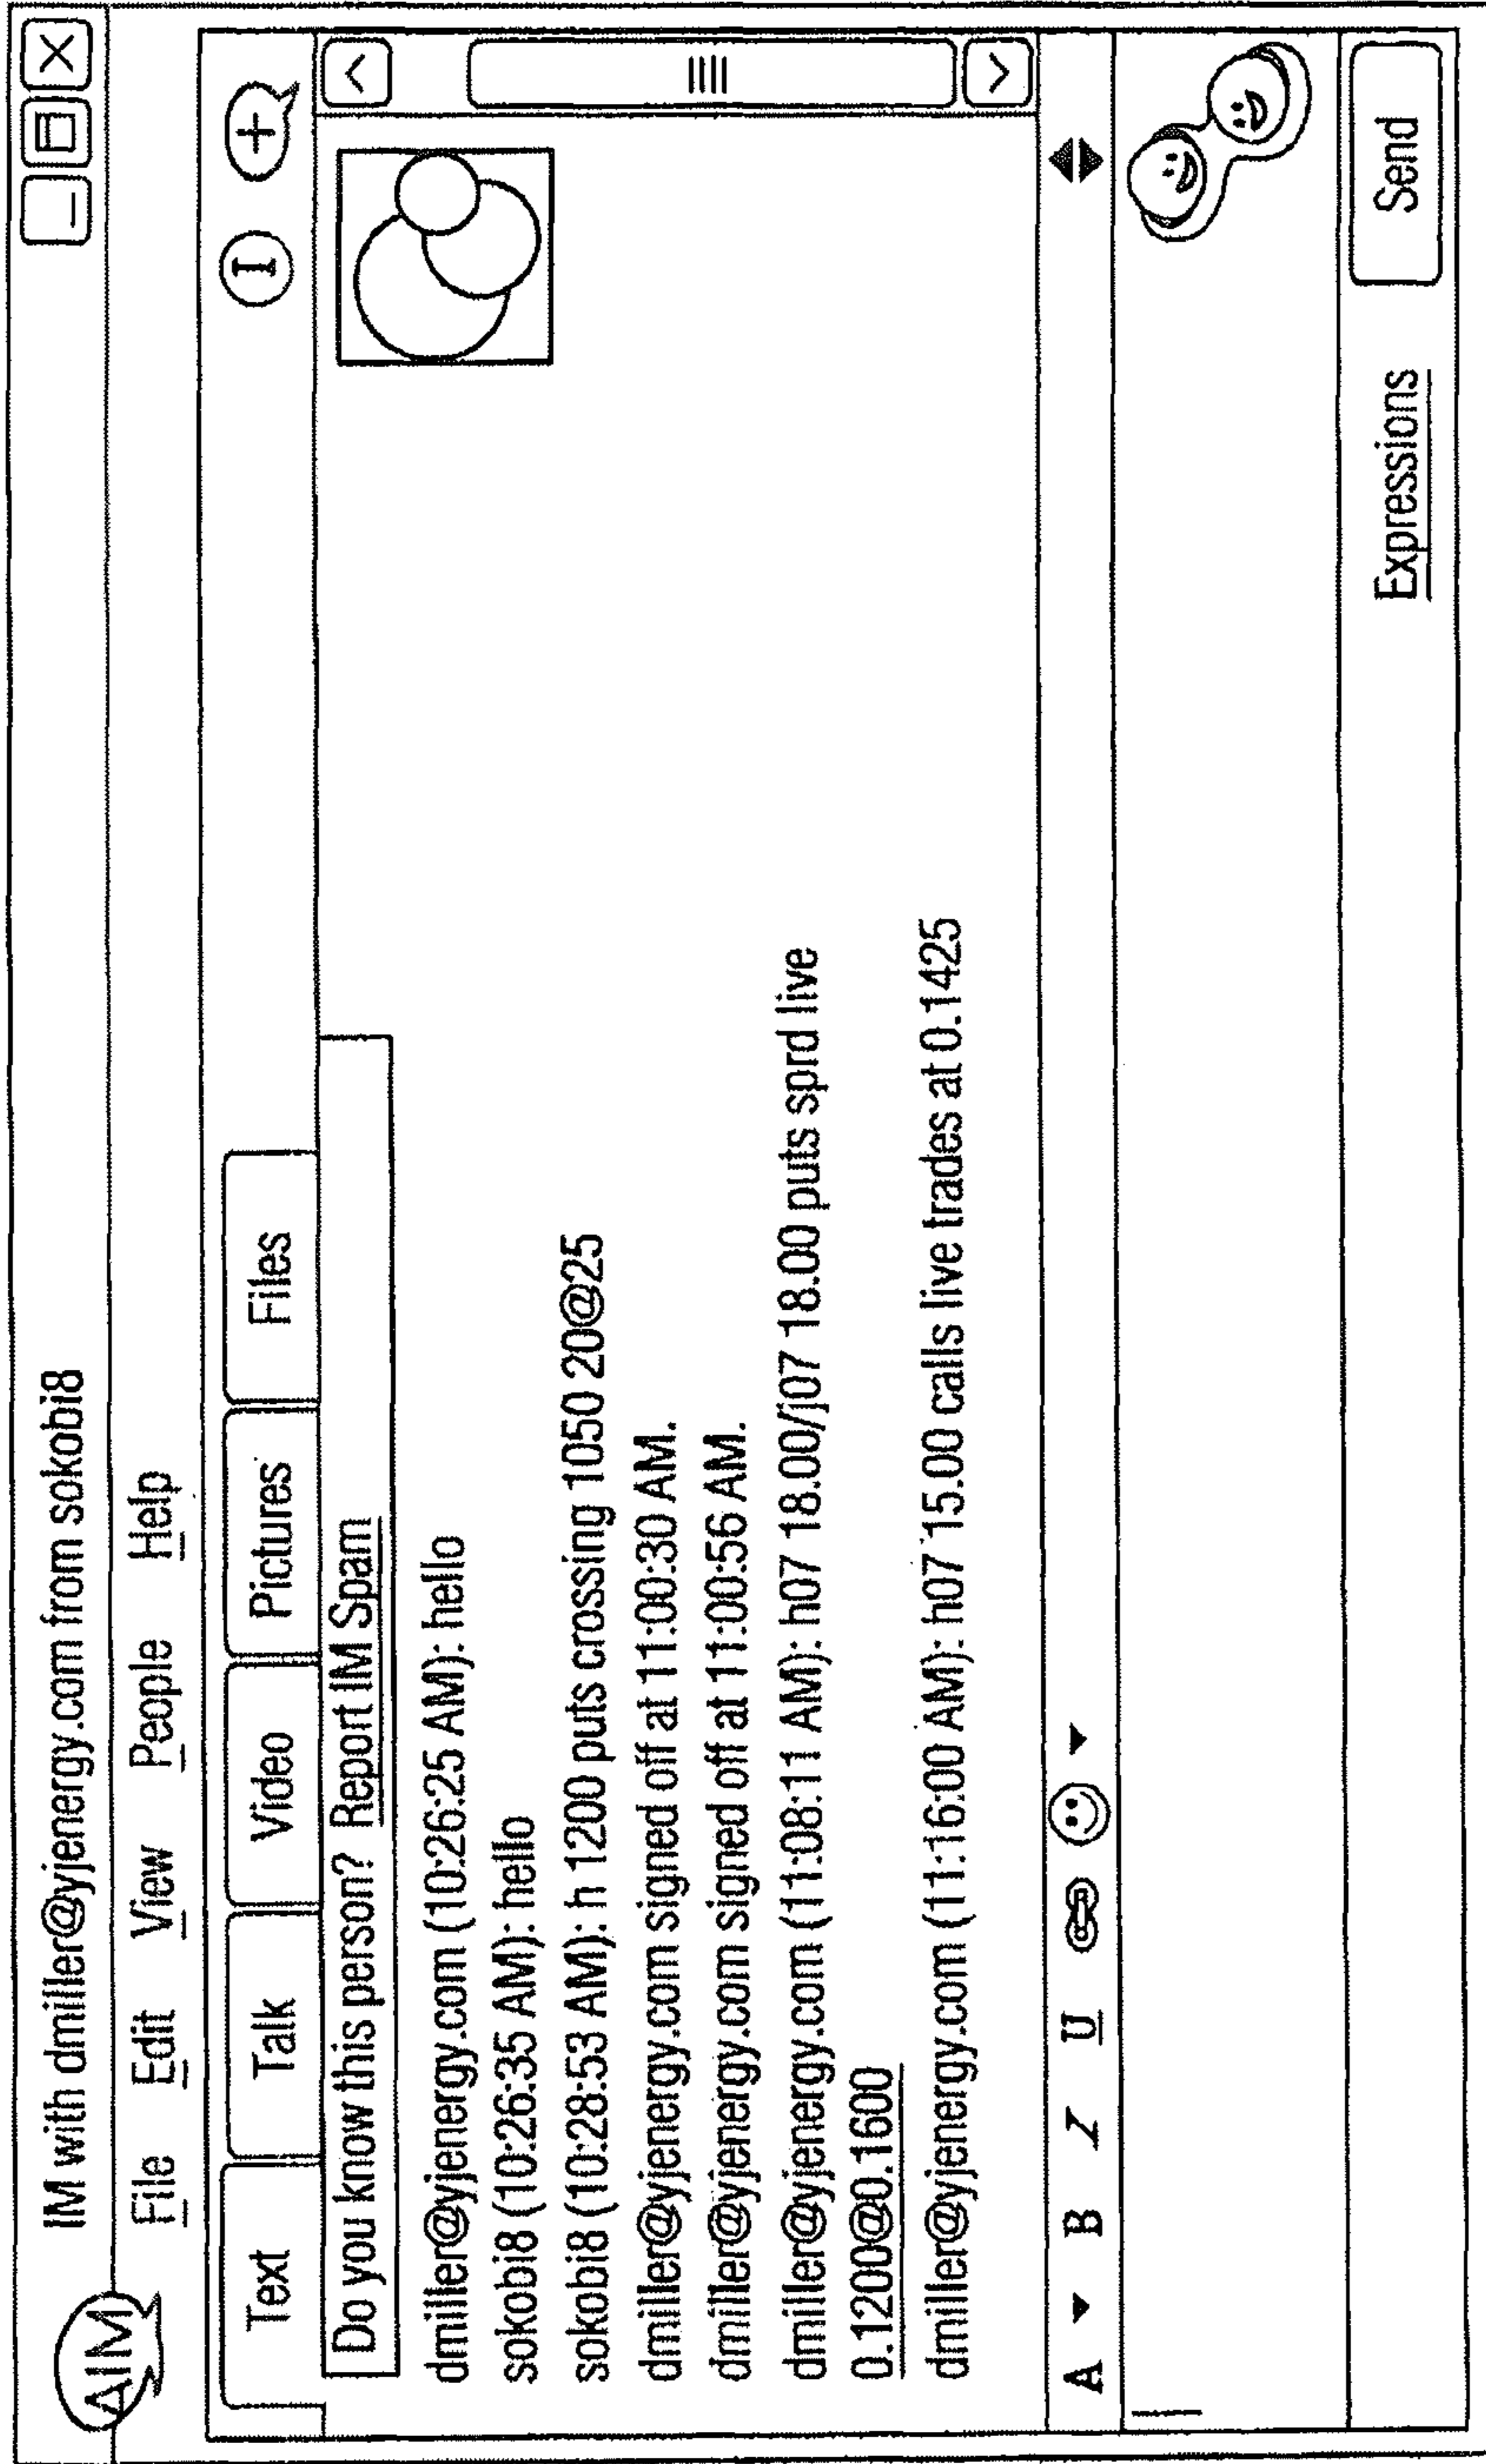 IM with dmiller@yjenergy.com from sokobi8
AIM
File Edit View People Help
Text Talk Video Pictures Files
Do you know this person? Report IM Spam
dmiller@yjenergy.com (10:26:25 AM): hello
sokobi8 (10:26:35 AM): hello
sokobi8 (10:28:53 AM): h 1200 puts crossing 1050 20@25
dmiller@yjenergy.com signed off at 11:00:30 AM.
dmiller@yjenergy.com signed off at 11:00:56 AM.
dmiller@yjenergy.com (11:08:11 AM): h07 18.00/j07 18.00 puts sprd live
0.1200@0.1600
dmiller@yjenergy.com (11:16:00 AM): h07 15.00 calls live trades at 0.1425
A B I U
Expressions Send